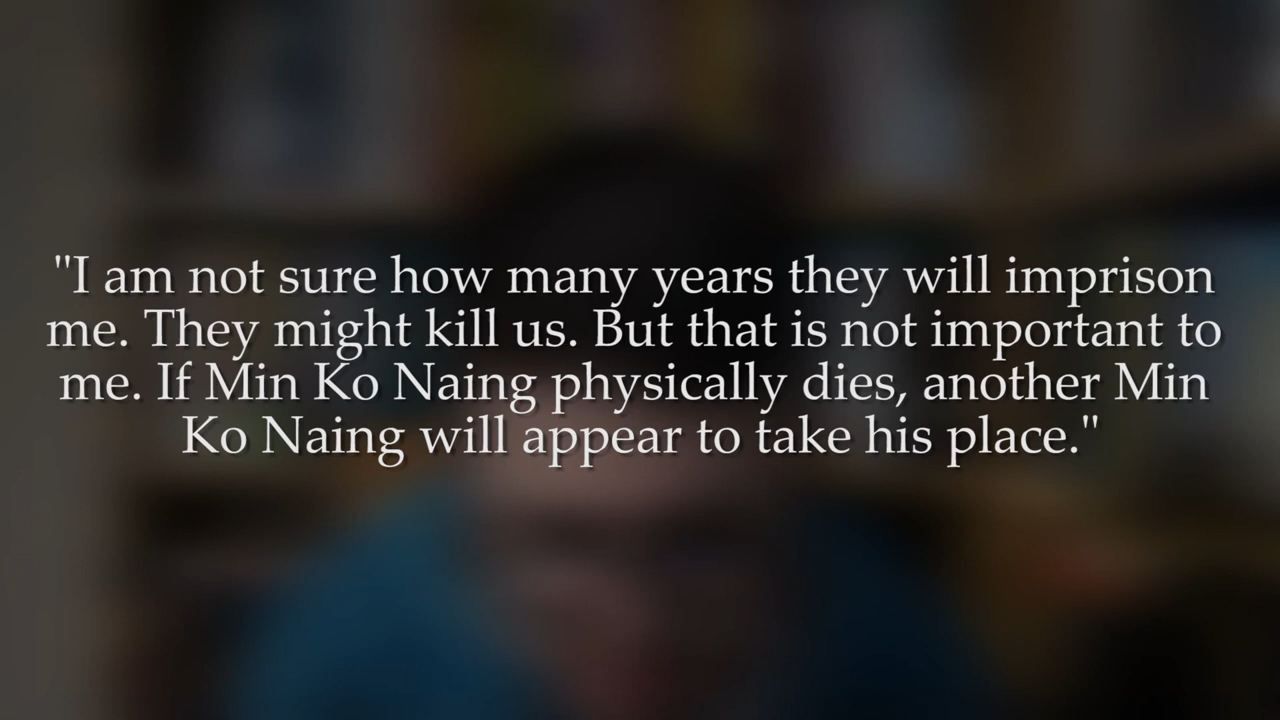 "I am not sure how many years they will imprison
me. They might kill us. But that is not important to
me. If Min Ko Naing physically dies, another Min
Ko Naing will appear to take his place."